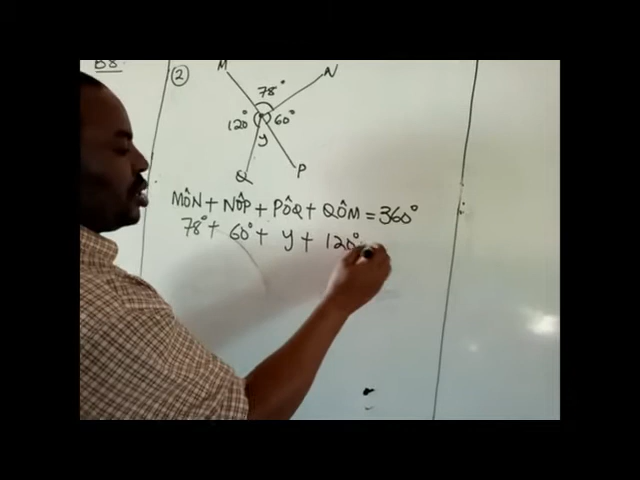 B8.
②
M
N
78°
120° 60°
y
Q P
MÔN + NÔP + PÔQ + QÔM = 360°
78° + 60° + y + 120°